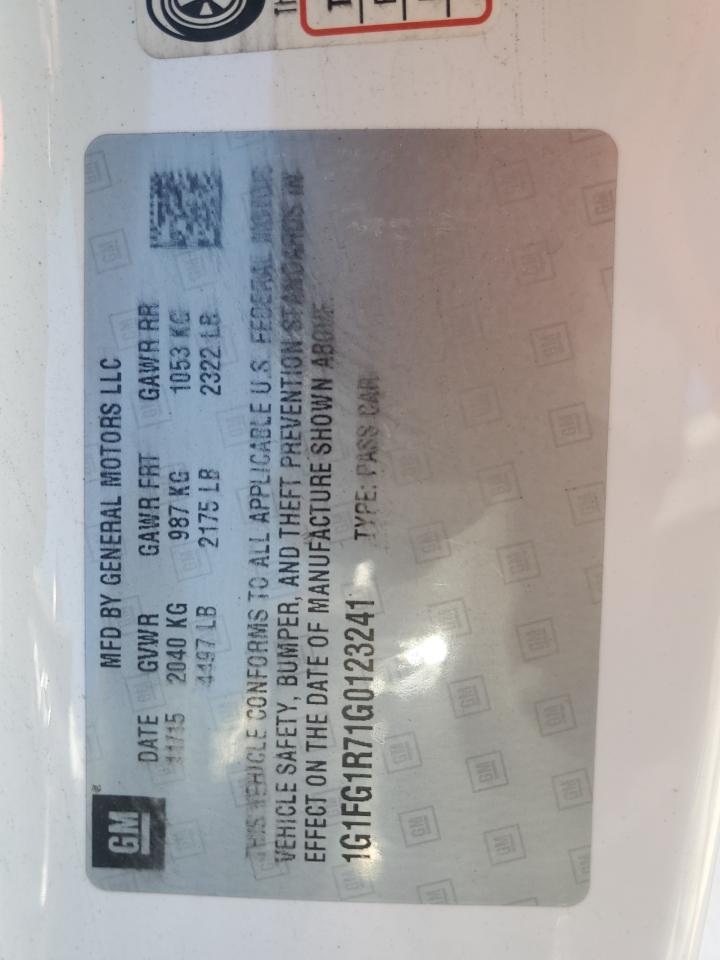 GM
MFD BY GENERAL MOTORS LLC
DATE GVWR GAWR FRT GAWR RR
11/15 2040 KG 987 KG 1053 KG
4497 LB 2175 LB 2322 LB
THIS VEHICLE CONFORMS TO ALL APPLICABLE U.S. FEDERAL MOTOR
VEHICLE SAFETY, BUMPER, AND THEFT PREVENTION STANDARDS IN
EFFECT ON THE DATE OF MANUFACTURE SHOWN ABOVE.
1G1FG1R71G0123241 TYPE: PASS CAR